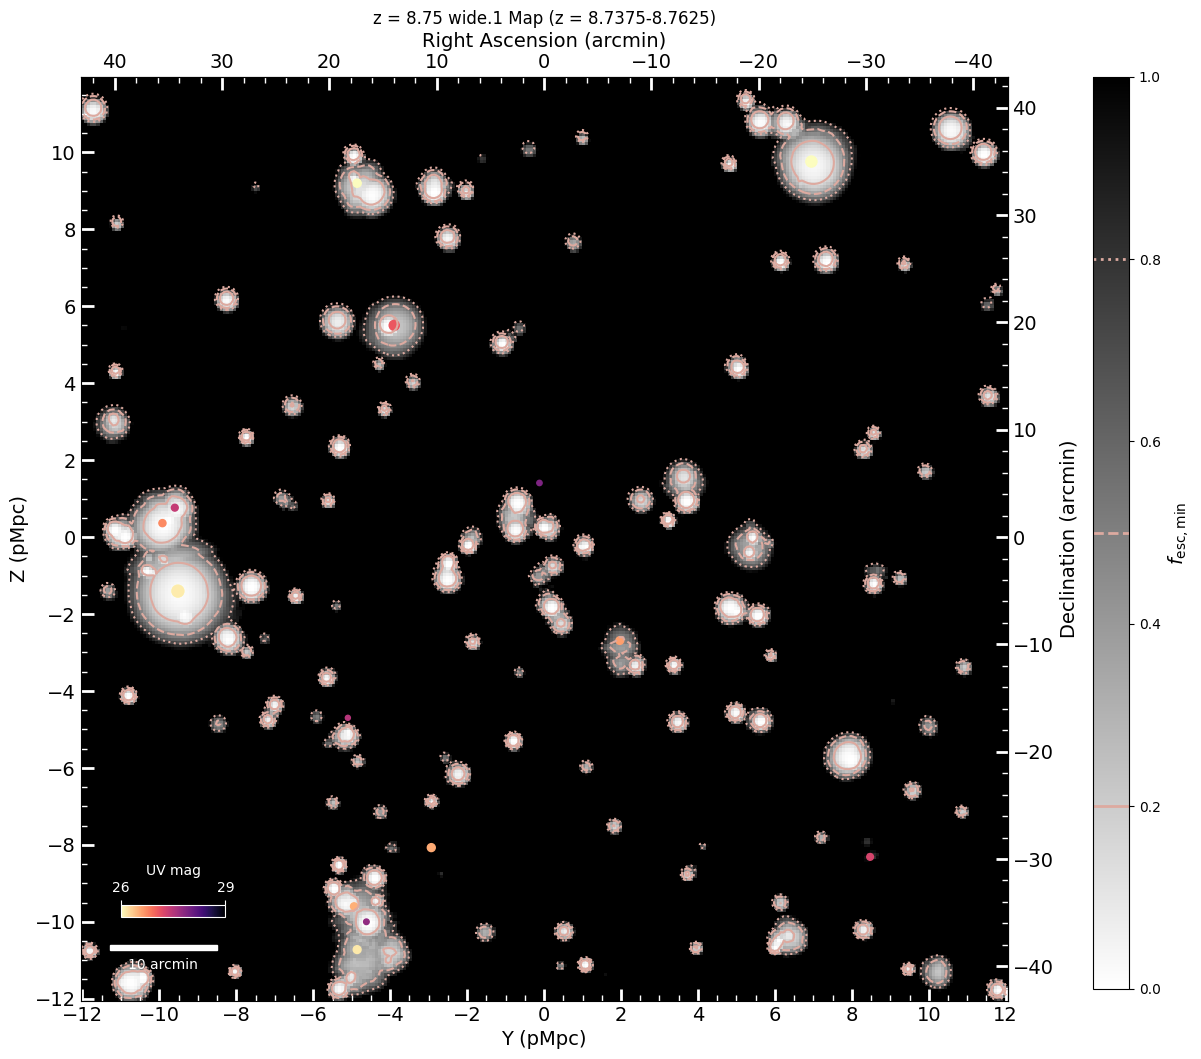 z = 8.75 wide.1 Map (z = 8.7375-8.7625)
Right Ascension (arcmin)
40 30 20 10 0 −10 −20 −30 −40
10
8
6
4
2
0
−2
−4
−6
−8
−10
−12
Z (pMpc)
40
30
20
10
0
−10
−20
−30
−40
Declination (arcmin)
UV mag
26 29
10 arcmin
−12 −10 −8 −6 −4 −2 0 2 4 6 8 10 12
Y (pMpc)
1.0
0.8
0.6
0.4
0.2
0.0
fesc, min